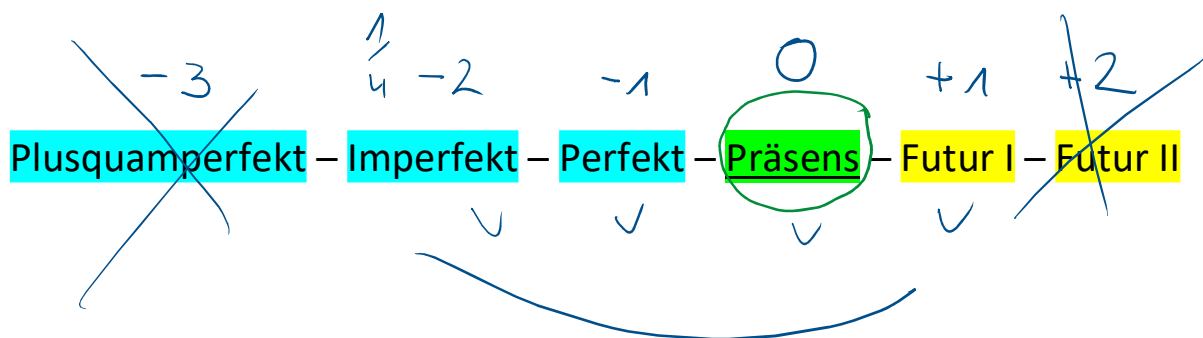 -3 1/4 -2 -1 0 +1 +2
Plusquamperfekt – Imperfekt – Perfekt – Präsens – Futur I – Futur II